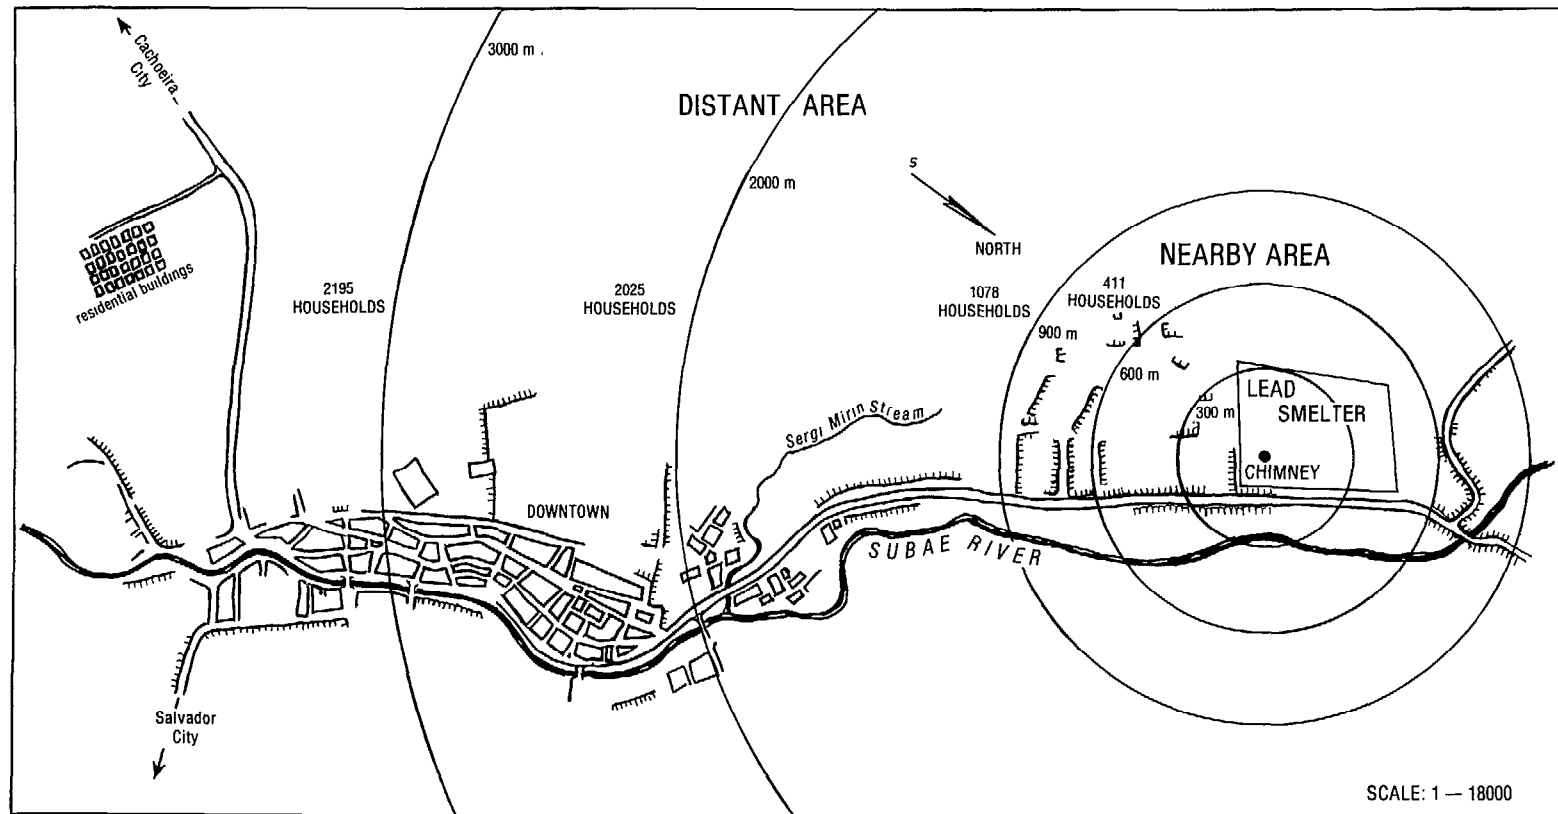 Cachoeira
City
3000 m
DISTANT AREA
2000 m
S
NORTH
NEARBY AREA
residential buildings
2195
HOUSEHOLDS
2025
HOUSEHOLDS
1078
HOUSEHOLDS
411
HOUSEHOLDS
900 m
600 m
300 m
LEAD
SMELTER
CHIMNEY
Sergi Mirin Stream
DOWNTOWN
SUBAE RIVER
Salvador
City
SCALE: 1 — 18000